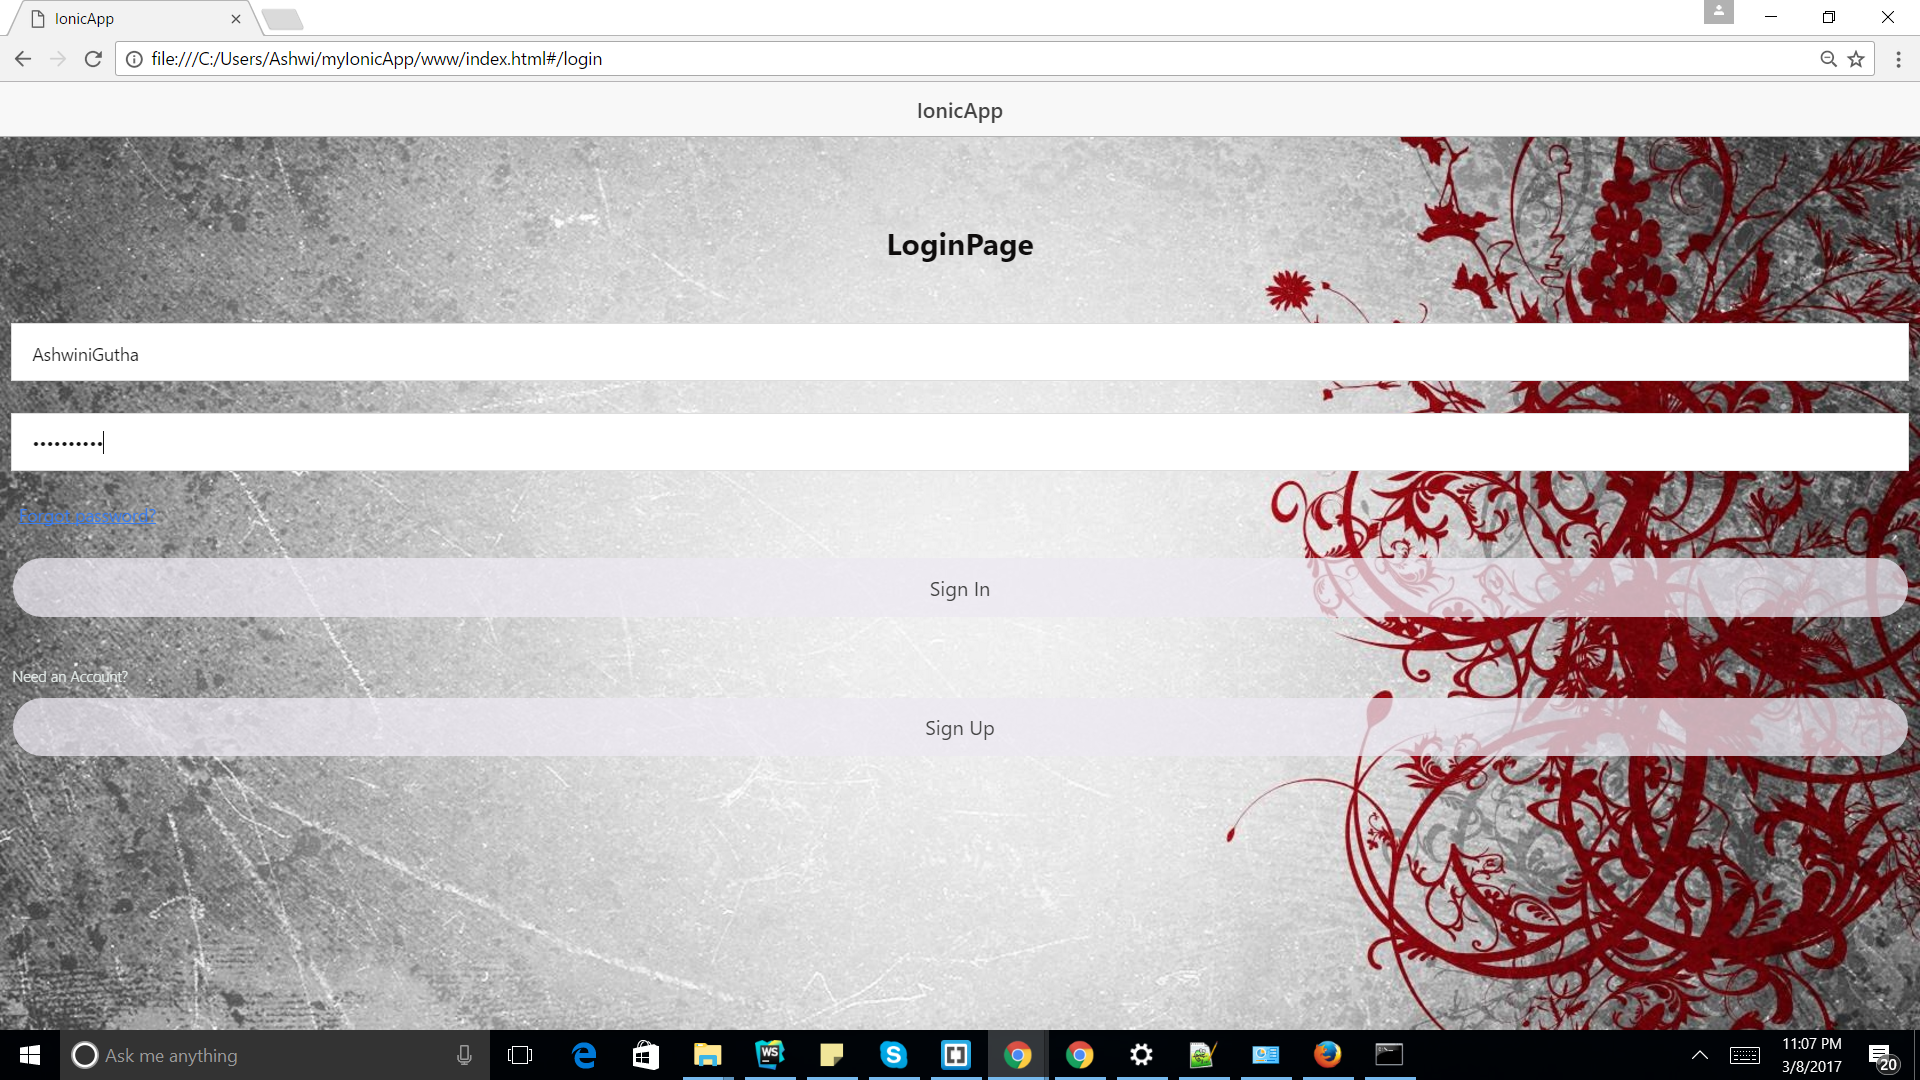 IonicApp
file:///C:/Users/Ashwi/myIonicApp/www/index.html#/login
IonicApp
LoginPage
AshwiniGutha
••••••••••
Forgot password?
Sign In
Need an Account?
Sign Up
Ask me anything
WS
11:07 PM
3/8/2017
20